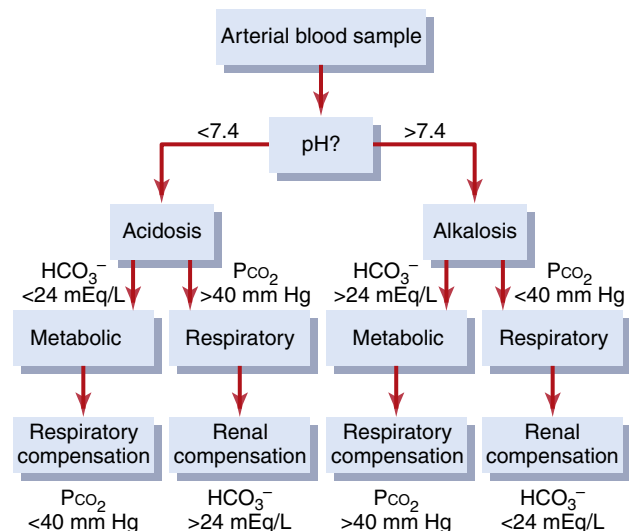 Arterial blood sample
<7.4
pH?
>7.4
Acidosis
Alkalosis
HCO₃⁻
<24 mEq/L
PCO₂
>40 mm Hg
HCO₃⁻
>24 mEq/L
PCO₂
<40 mm Hg
Metabolic
Respiratory
Metabolic
Respiratory
Respiratory
compensation
Renal
compensation
Respiratory
compensation
Renal
compensation
PCO₂
<40 mm Hg
HCO₃⁻
>24 mEq/L
PCO₂
>40 mm Hg
HCO₃⁻
<24 mEq/L